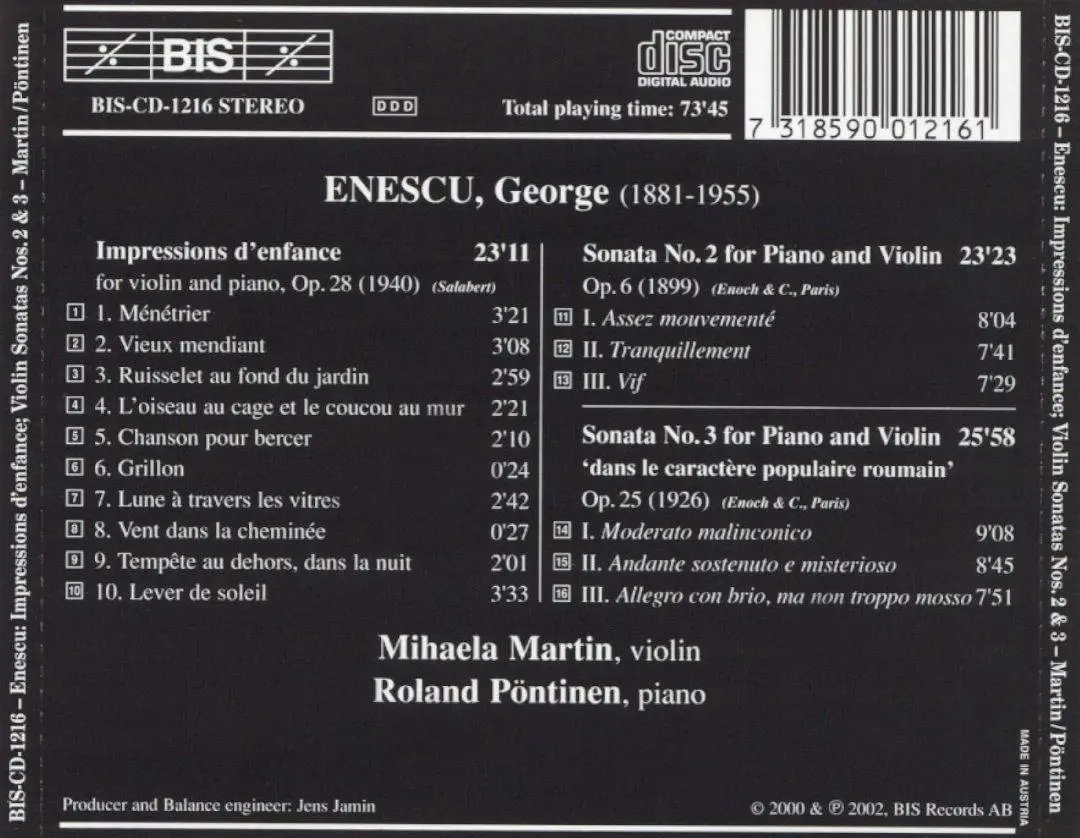 BIS
BIS-CD-1216 STEREO
DDD
COMPACT
disc
DIGITAL AUDIO
Total playing time: 73'45
7 318590 012161
ENESCU, George (1881-1955)
Impressions d'enfance 23'11
for violin and piano, Op. 28 (1940) (Salabert)
1 1. Ménétrier 3'21
2 2. Vieux mendiant 3'08
3 3. Ruisselet au fond du jardin 2'59
4 4. L'oiseau au cage et le coucou au mur 2'21
5 5. Chanson pour bercer 2'10
6 6. Grillon 0'24
7 7. Lune à travers les vitres 2'42
8 8. Vent dans la cheminée 0'27
9 9. Tempête au dehors, dans la nuit 2'01
10 10. Lever de soleil 3'33
Sonata No. 2 for Piano and Violin 23'23
Op. 6 (1899) (Enoch & C., Paris)
11 I. Assez mouvementé 8'04
12 II. Tranquillement 7'41
13 III. Vif 7'29
Sonata No. 3 for Piano and Violin 25'58
‘dans le caractère populaire roumain’
Op. 25 (1926) (Enoch & C., Paris)
14 I. Moderato malinconico 9'08
15 II. Andante sostenuto e misterioso 8'45
16 III. Allegro con brio, ma non troppo mosso 7'51
Mihaela Martin, violin
Roland Pöntinen, piano
Producer and Balance engineer: Jens Jamin
© 2000 & ℗ 2002, BIS Records AB
MADE IN AUSTRIA
BIS-CD-1216 – Enescu: Impressions d'enfance; Violin Sonatas Nos. 2 & 3 – Martin/Pöntinen
BIS-CD-1216 – Enescu: Impressions d'enfance; Violin Sonatas Nos. 2 & 3 – Martin/Pöntinen